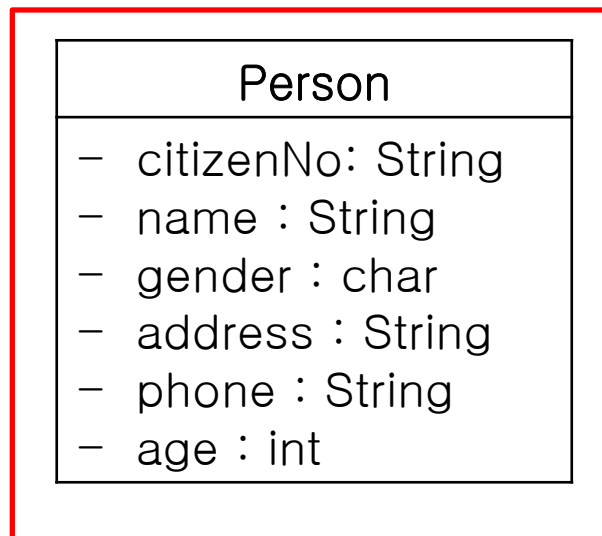 Person
- citizenNo: String
- name : String
- gender : char
- address : String
- phone : String
- age : int